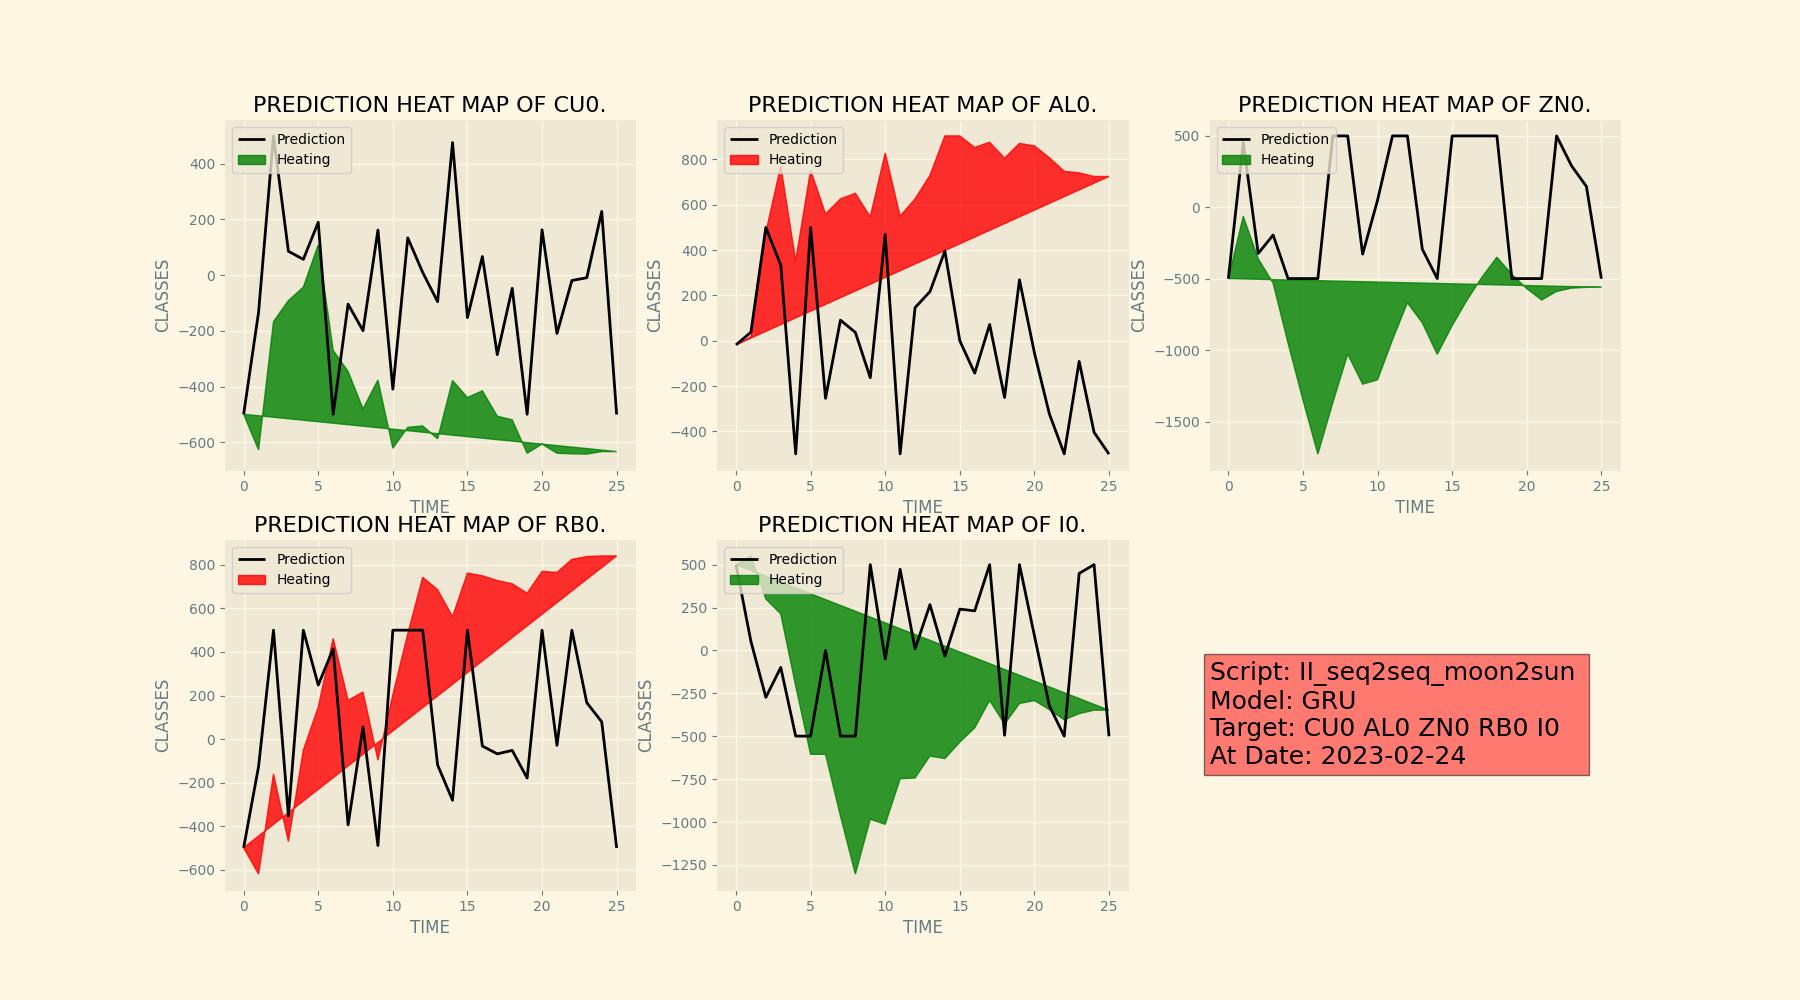 PREDICTION HEAT MAP OF CU0.
Prediction
Heating
CLASSES
400
200
0
−200
−400
−600
0 5 10 15 20 25
TIME
PREDICTION HEAT MAP OF AL0.
Prediction
Heating
CLASSES
800
600
400
200
0
−200
−400
0 5 10 15 20 25
TIME
PREDICTION HEAT MAP OF ZN0.
Prediction
Heating
CLASSES
500
0
−500
−1000
−1500
0 5 10 15 20 25
TIME
PREDICTION HEAT MAP OF RB0.
Prediction
Heating
CLASSES
800
600
400
200
0
−200
−400
−600
0 5 10 15 20 25
TIME
PREDICTION HEAT MAP OF I0.
Prediction
Heating
CLASSES
500
250
0
−250
−500
−750
−1000
−1250
0 5 10 15 20 25
TIME
Script: II_seq2seq_moon2sun
Model: GRU
Target: CU0 AL0 ZN0 RB0 I0
At Date: 2023-02-24